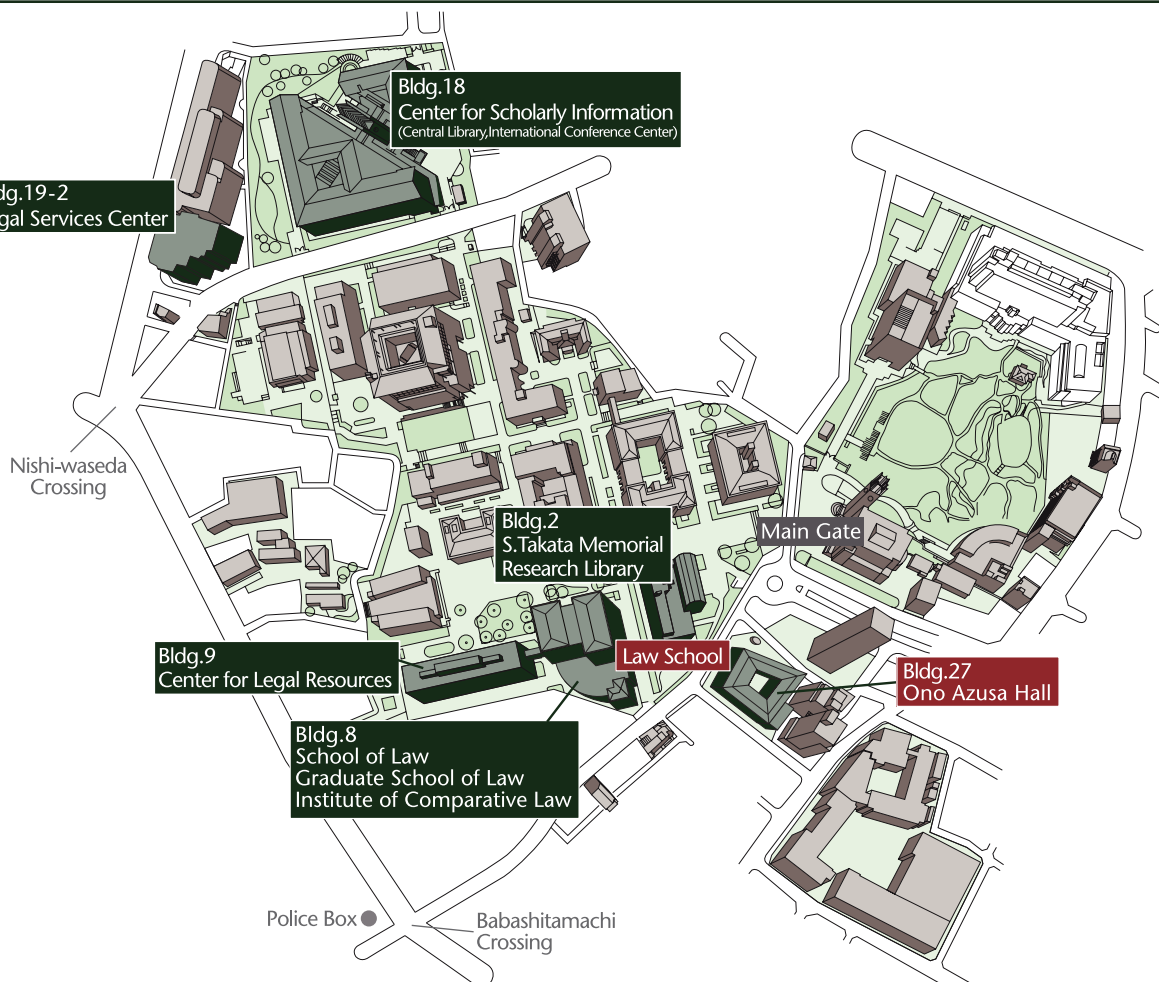 Bldg.18
Center for Scholarly Information
(Central Library,International Conference Center)
dg.19-2
gal Services Center
Nishi-waseda
Crossing
Bldg.2
S.Takata Memorial
Research Library
Main Gate
Law School
Bldg.9
Center for Legal Resources
Bldg.27
Ono Azusa Hall
Bldg.8
School of Law
Graduate School of Law
Institute of Comparative Law
Police Box
Babashitamachi
Crossing